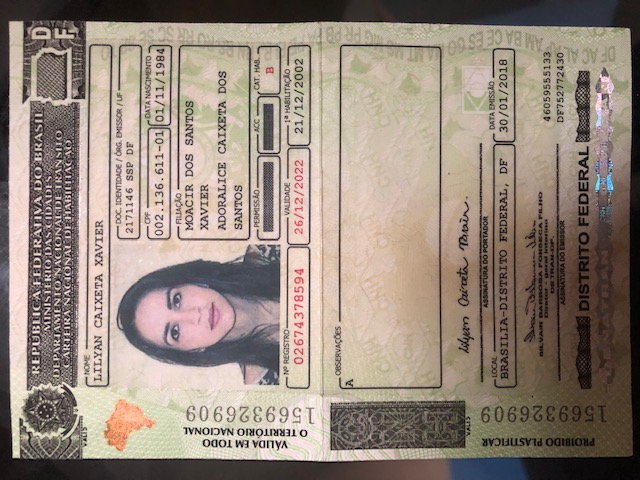 REPÚBLICA FEDERATIVA DO BRASIL
MINISTÉRIO DAS CIDADES
DEPARTAMENTO NACIONAL DE TRÂNSITO
CARTEIRA NACIONAL DE HABILITAÇÃO
DF
NOME
LILYAN CAIXETA XAVIER
DOC. IDENTIDADE / ÓRG. EMISSOR / UF
2171146 SSP DF
CPF
002.136.611-01
DATA NASCIMENTO
01/11/1984
FILIAÇÃO
MOACIR DOS SANTOS
XAVIER
ADORALICE CAIXETA DOS
SANTOS
PERMISSÃO
ACC
CAT. HAB.
B
Nº REGISTRO
02674378594
VALIDADE
26/12/2022
1ª HABILITAÇÃO
21/12/2002
VÁLIDA EM TODO
O TERRITÓRIO NACIONAL
1569326909
OBSERVAÇÕES
A
Lilyan Caixeta Xavier
ASSINATURA DO PORTADOR
LOCAL
BRASILIA-DISTRITO FEDERAL, DF
DATA EMISSÃO
30/01/2018
SILVAIN BARBOSA FONSECA FILHO
Diretor - geral interino
DETRAN-DF
ASSINATURA DO EMISSOR
46059555133
DF752772430
PROIBIDO PLASTIFICAR
1569326909
DISTRITO FEDERAL